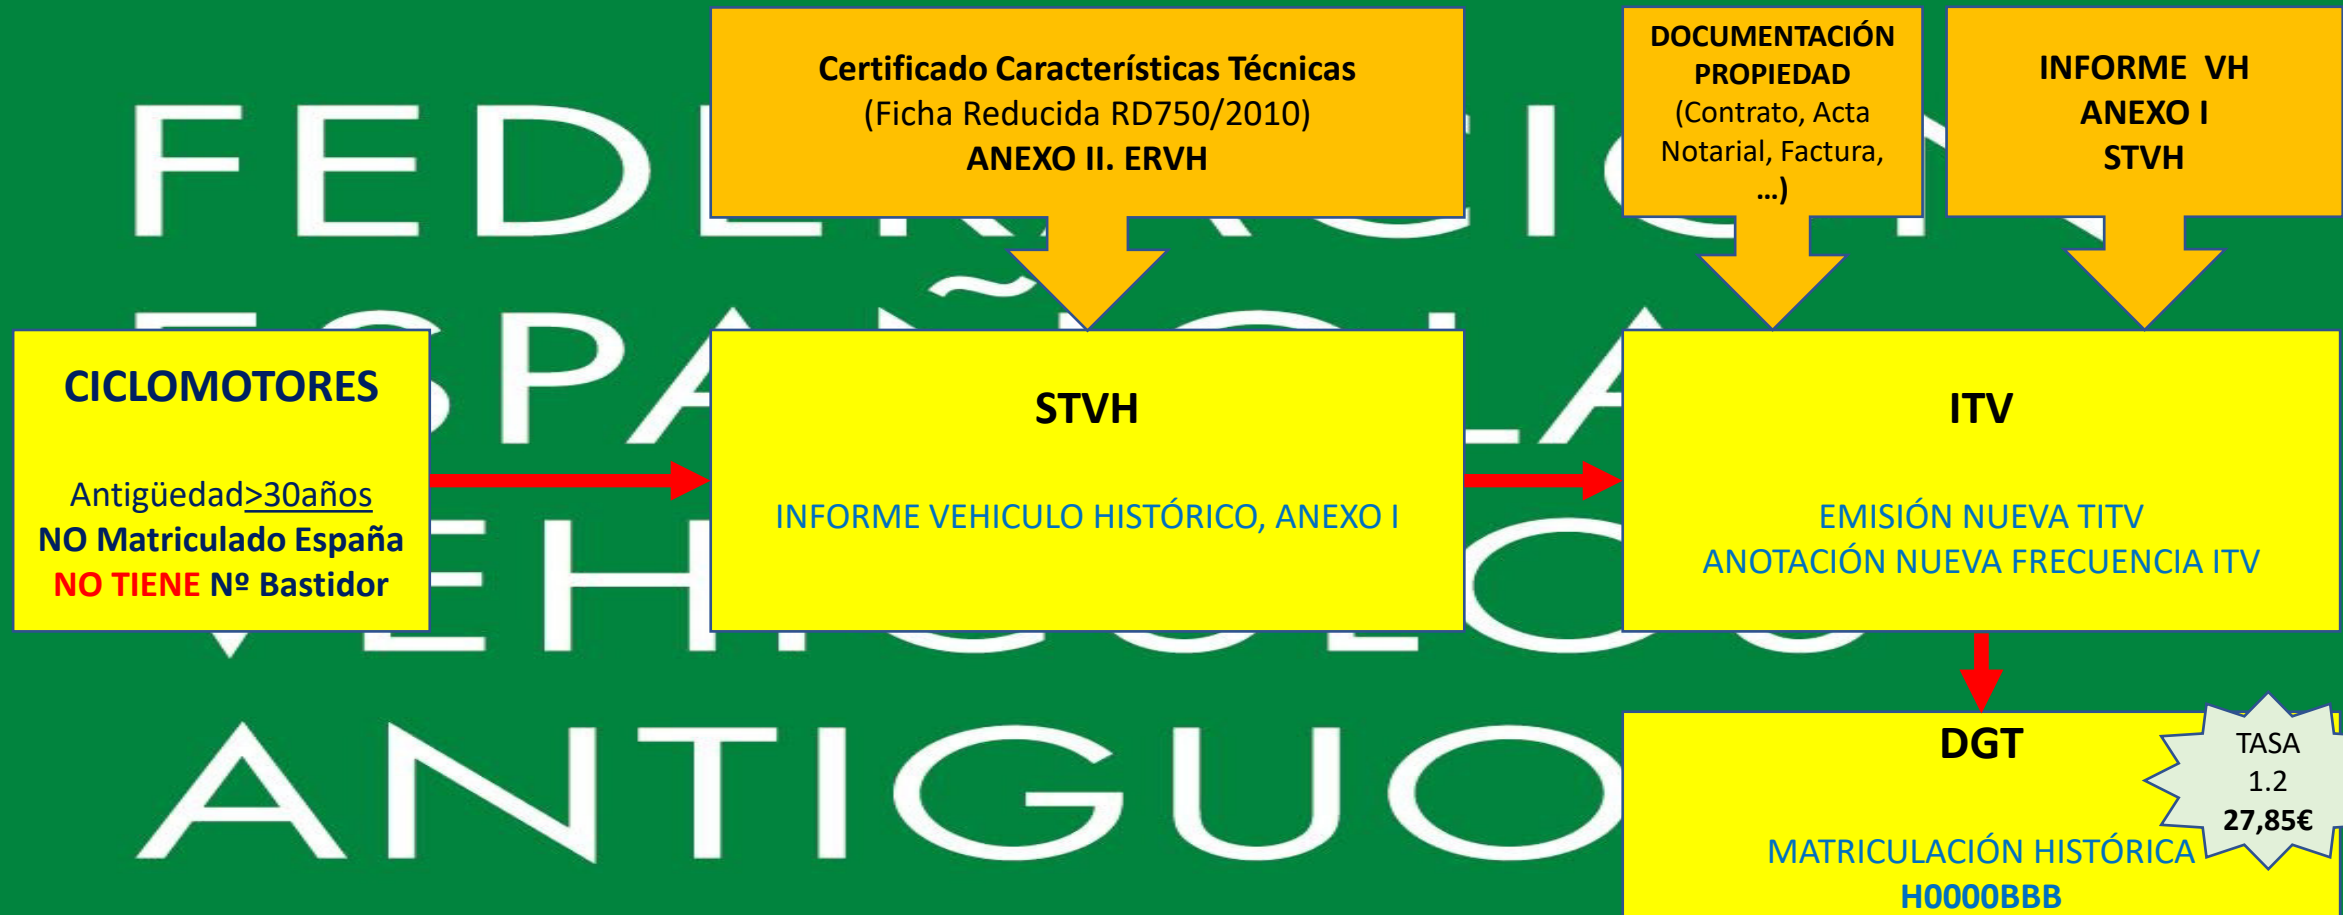 Certificado Características Técnicas
(Ficha Reducida RD750/2010)
ANEXO II. ERVH
DOCUMENTACIÓN
PROPIEDAD
(Contrato, Acta
Notarial, Factura,
...)
INFORME VH
ANEXO I
STVH
CICLOMOTORES
Antigüedad>30años
NO Matriculado España
NO TIENE Nº Bastidor
STVH
INFORME VEHICULO HISTÓRICO, ANEXO I
ITV
EMISIÓN NUEVA TITV
ANOTACIÓN NUEVA FRECUENCIA ITV
DGT
MATRICULACIÓN HISTÓRICA
H0000BBB
TASA
1.2
27,85€
ANTIGUO